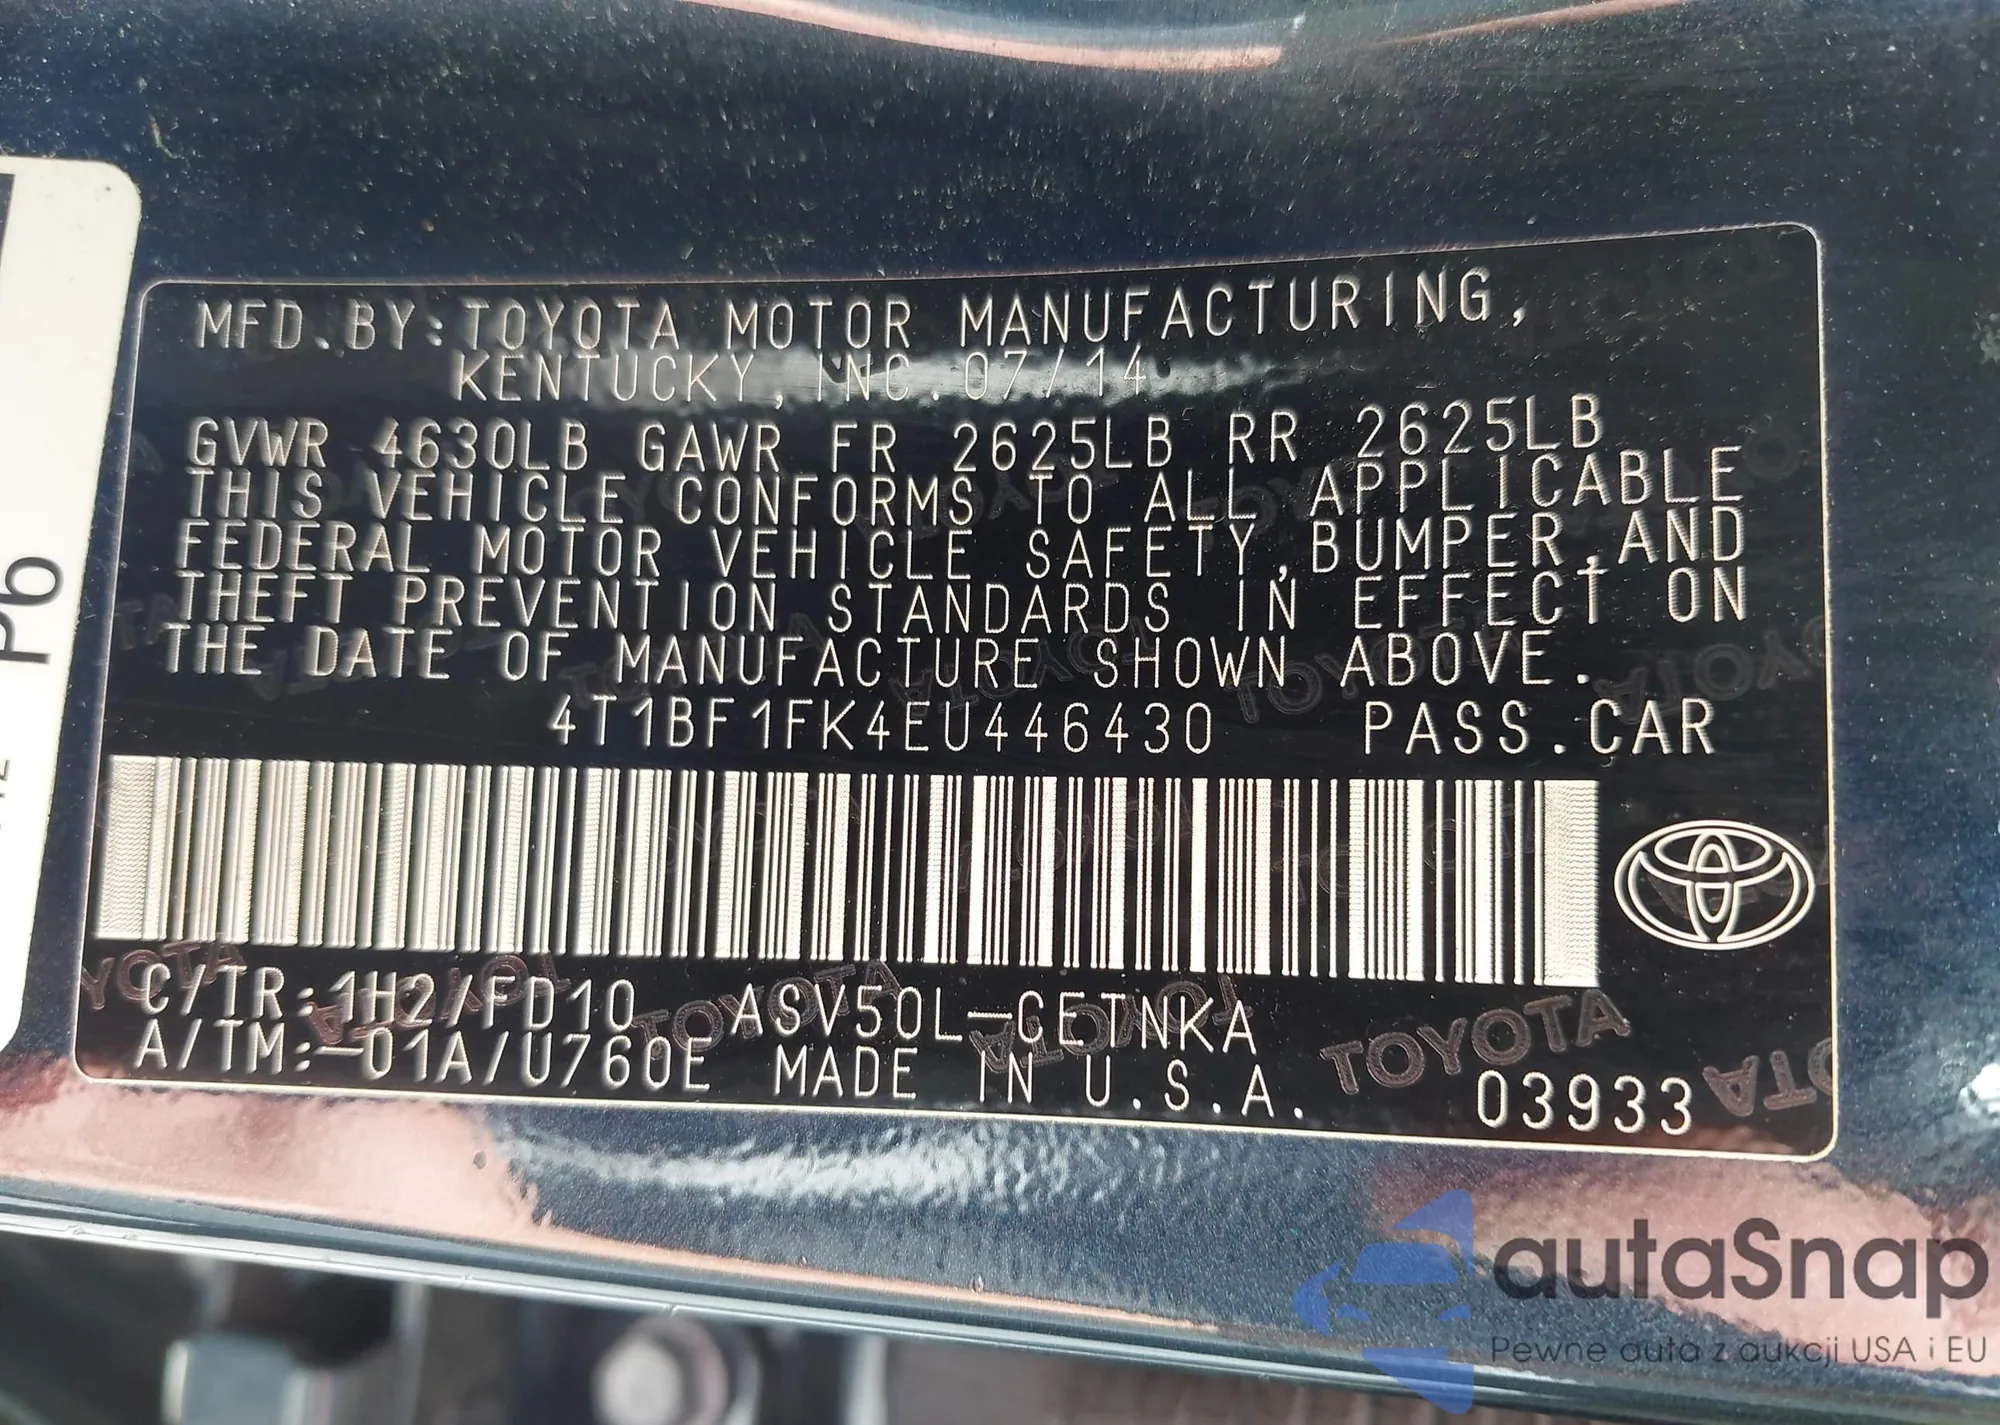 MFD.BY:TOYOTA MOTOR MANUFACTURING,
KENTUCKY,INC.07/14
GVWR 4630LB GAWR FR 2625LB RR 2625LB
THIS VEHICLE CONFORMS TO ALL APPLICABLE
FEDERAL MOTOR VEHICLE SAFETY,BUMPER,AND
THEFT PREVENTION STANDARDS IN EFFECT ON
THE DATE OF MANUFACTURE SHOWN ABOVE.
4T1BF1FK4EU446430 PASS.CAR
C/TR:1H2/FD10 ASV50L-CETNKA
A/TM:-01A/U760E MADE IN U.S.A.
03933
TOYOTA
P6
autaSnap
Pewne auta z aukcji USA i EU